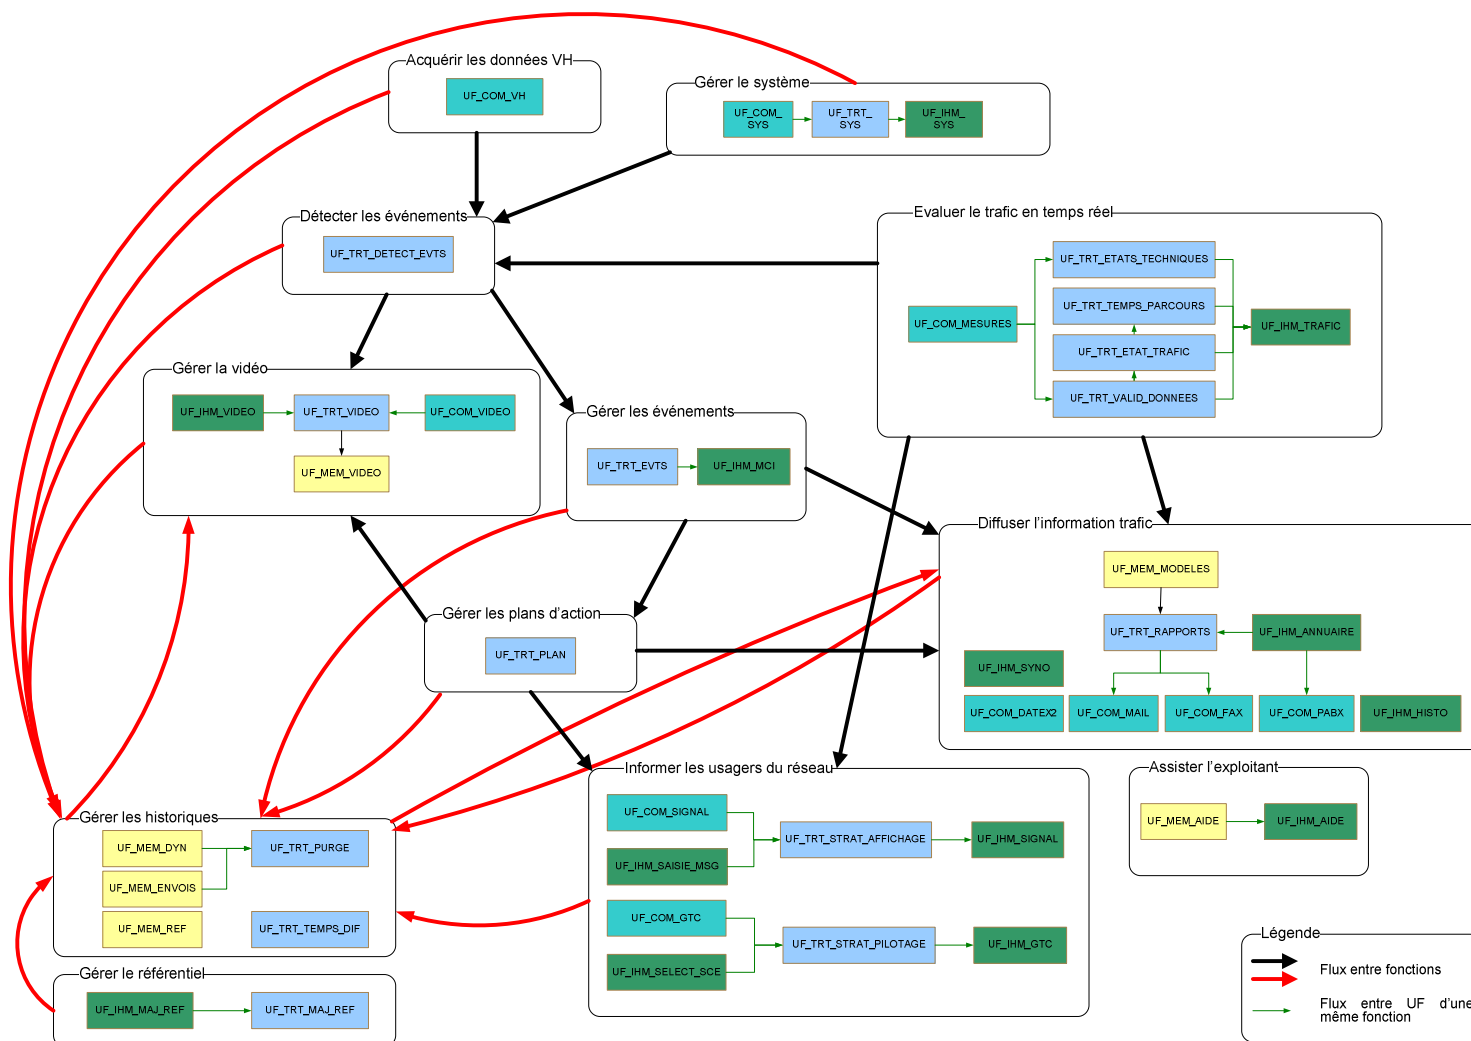 Acquérir les données VH
UF_COM_VH
Gérer le système
UF_COM_
SYS
UF_TRT_
SYS
UF_IHM_
SYS
Détecter les événements
UF_TRT_DETECT_EVTS
Evaluer le trafic en temps réel
UF_TRT_ETATS_TECHNIQUES
UF_TRT_TEMPS_PARCOURS
UF_COM_MESURES
UF_IHM_TRAFIC
UF_TRT_ETAT_TRAFIC
UF_TRT_VALID_DONNEES
Gérer la vidéo
UF_IHM_VIDEO
UF_TRT_VIDEO
UF_COM_VIDEO
UF_MEM_VIDEO
Gérer les événements
UF_TRT_EVTS
UF_IHM_MCI
Diffuser l'information trafic
UF_MEM_MODELES
UF_TRT_RAPPORTS
UF_IHM_ANNUAIRE
UF_IHM_SYNO
UF_COM_DATEX2
UF_COM_MAIL
UF_COM_FAX
UF_COM_PABX
UF_IHM_HISTO
Gérer les plans d'action
UF_TRT_PLAN
Informer les usagers du réseau
UF_COM_SIGNAL
UF_TRT_STRAT_AFFICHAGE
UF_IHM_SIGNAL
UF_IHM_SAISIE_MSG
UF_COM_GTC
UF_TRT_STRAT_PILOTAGE
UF_IHM_GTC
UF_IHM_SELECT_SCE
Assister l'exploitant
UF_MEM_AIDE
UF_IHM_AIDE
Gérer les historiques
UF_MEM_DYN
UF_TRT_PURGE
UF_MEM_ENVOIS
UF_MEM_REF
UF_TRT_TEMPS_DIF
Gérer le référentiel
UF_IHM_MAJ_REF
UF_TRT_MAJ_REF
Légende
Flux entre fonctions
Flux entre UF d'une
même fonction